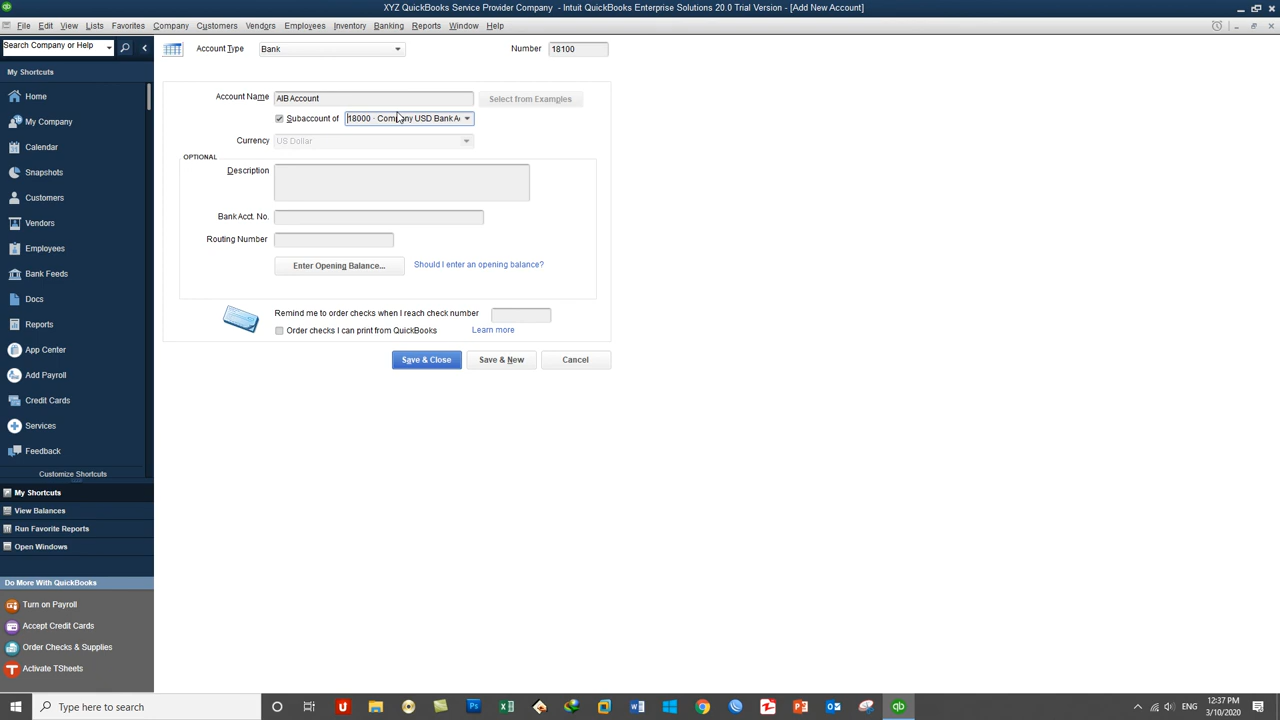 XYZ QuickBooks Service Provider Company - Intuit QuickBooks Enterprise Solutions 20.0 Trial Version - [Add New Account]
File Edit View Lists Favorites Company Customers Vendors Employees Inventory Banking Reports Window Help
Search Company or Help
My Shortcuts
Home
My Company
Calendar
Snapshots
Customers
Vendors
Employees
Bank Feeds
Docs
Reports
App Center
Add Payroll
Credit Cards
Services
Feedback
Customize Shortcuts
My Shortcuts
View Balances
Run Favorite Reports
Open Windows
Do More With QuickBooks
Turn on Payroll
Accept Credit Cards
Order Checks & Supplies
Activate TSheets
Account Type Bank Number 18100
Account Name AIB Account Select from Examples
Subaccount of 18000 · Company USD Bank A
Currency US Dollar
OPTIONAL
Description
Bank Acct. No.
Routing Number
Enter Opening Balance... Should I enter an opening balance?
Remind me to order checks when I reach check number
Order checks I can print from QuickBooks Learn more
Save & Close Save & New Cancel
Type here to search
12:37 PM
3/10/2020